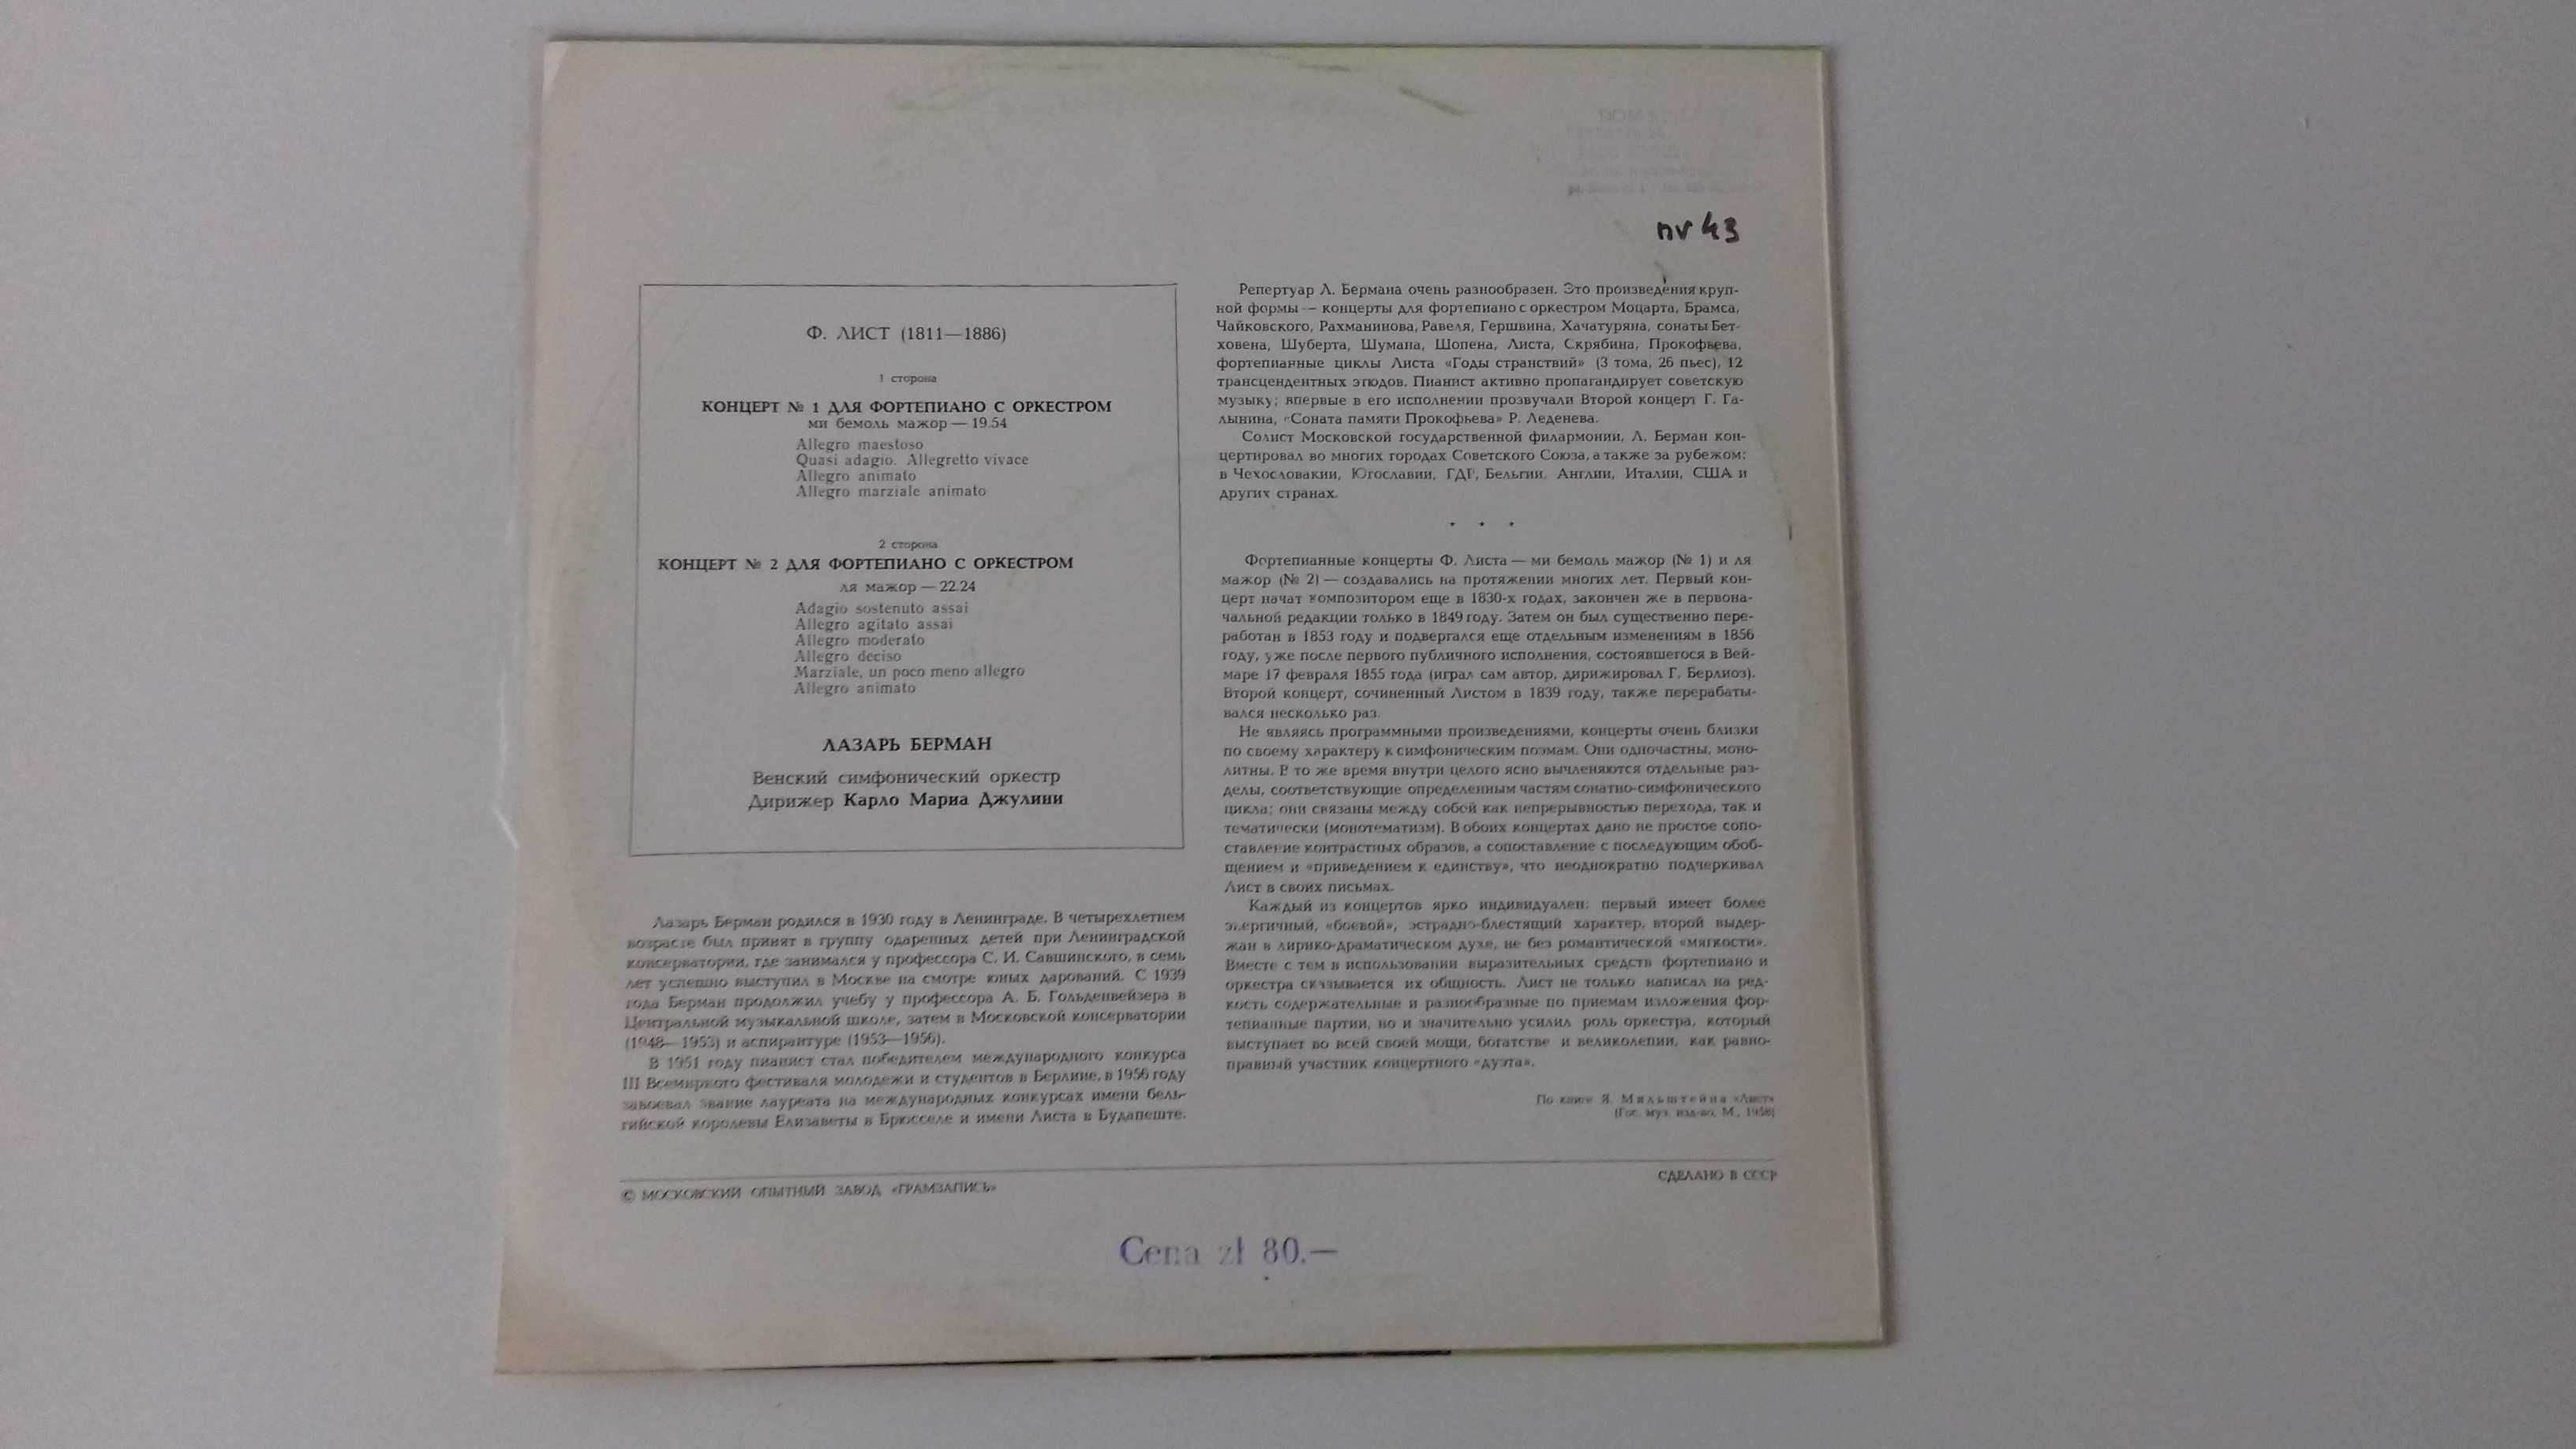 nr 43
Ф. ЛИСТ (1811—1886)
1 сторона
КОНЦЕРТ № 1 ДЛЯ ФОРТЕПИАНО С ОРКЕСТРОМ
ми бемоль мажор — 19.54
Allegro maestoso
Quasi adagio. Allegretto vivace
Allegro animato
Allegro marziale animato
2 сторона
КОНЦЕРТ № 2 ДЛЯ ФОРТЕПИАНО С ОРКЕСТРОМ
ля мажор — 22.24
Adagio sostenuto assai
Allegro agitato assai
Allegro moderato
Allegro deciso
Marziale, un poco meno allegro
Allegro animato
ЛАЗАРЬ БЕРМАН
Венский симфонический оркестр
Дирижер Карло Мариа Джулини
Лазарь Берман родился в 1930 году в Ленинграде. В четырехлетнем
возрасте был принят в группу одаренных детей при Ленинградской
консерватории, где занимался у профессора С. И. Савшинского, в семь
лет успешно выступил в Москве на смотре юных дарований. С 1939
года Берман продолжил учебу у профессора А. Б. Гольденвейзера в
Центральной музыкальной школе, затем в Московской консерватории
(1948—1953) и аспирантуре (1953—1956).
В 1951 году пианист стал победителем международного конкурса
III Всемирного фестиваля молодежи и студентов в Берлине, в 1956 году
завоевал звание лауреата на международных конкурсах имени бель-
гийской королевы Елизаветы в Брюсселе и имени Листа в Будапеште.
Репертуар Л. Бермана очень разнообразен. Это произведения круп-
ной формы — концерты для фортепиано с оркестром Моцарта, Брамса,
Чайковского, Рахманинова, Равеля, Гершвина, Хачатуряна, сонаты Бет-
ховена, Шуберта, Шумана, Шопена, Листа, Скрябина, Прокофьева,
фортепианные циклы Листа «Годы странствий» (3 тома, 26 пьес), 12
трансцендентных этюдов. Пианист активно пропагандирует советскую
музыку; впервые в его исполнении прозвучали Второй концерт Г. Га-
лынина, «Соната памяти Прокофьева» Р. Леденева.
Солист Московской государственной филармонии, Л. Берман кон-
цертировал во многих городах Советского Союза, а также за рубежом:
в Чехословакии, Югославии, ГДР, Бельгии, Англии, Италии, США и
других странах.
* * *
Фортепианные концерты Ф. Листа — ми бемоль мажор (№ 1) и ля
мажор (№ 2) — создавались на протяжении многих лет. Первый кон-
церт начат композитором еще в 1830-х годах, закончен же в первона-
чальной редакции только в 1849 году. Затем он был существенно пере-
работан в 1853 году и подвергался еще отдельным изменениям в 1856
году, уже после первого публичного исполнения, состоявшегося в Вей-
маре 17 февраля 1855 года (играл сам автор, дирижировал Г. Берлиоз).
Второй концерт, сочиненный Листом в 1839 году, также перерабаты-
вался несколько раз.
Не являясь программными произведениями, концерты очень близки
по своему характеру к симфоническим поэмам. Они одночастны, моно-
литны. В то же время внутри целого ясно вычленяются отдельные раз-
делы, соответствующие определенным частям сонатно-симфонического
цикла; они связаны между собой как непрерывностью перехода, так и
тематически (монотематизм). В обоих концертах дано не простое сопо-
ставление контрастных образов, а сопоставление с последующим обоб-
щением и «приведением к единству», что неоднократно подчеркивал
Лист в своих письмах.
Каждый из концертов ярко индивидуален: первый имеет более
энергичный, «боевой», эстрадно-блестящий характер, второй выдер-
жан в лирико-драматическом духе, не без романтической «мягкости».
Вместе с тем в использовании выразительных средств фортепиано и
оркестра сказывается их общность. Лист не только написал на ред-
кость содержательные и разнообразные по приемам изложения фор-
тепианные партии, но и значительно усилил роль оркестра, который
выступает во всей своей мощи, богатстве и великолепии, как равно-
правный участник концертного «дуэта».
По книге Я. Мильштейна «Лист»
(Гос. муз. изд-во, М., 1956)
© МОСКОВСКИЙ ОПЫТНЫЙ ЗАВОД «ГРАМЗАПИСЬ»
СДЕЛАНО В СССР
Cena zł 80.—